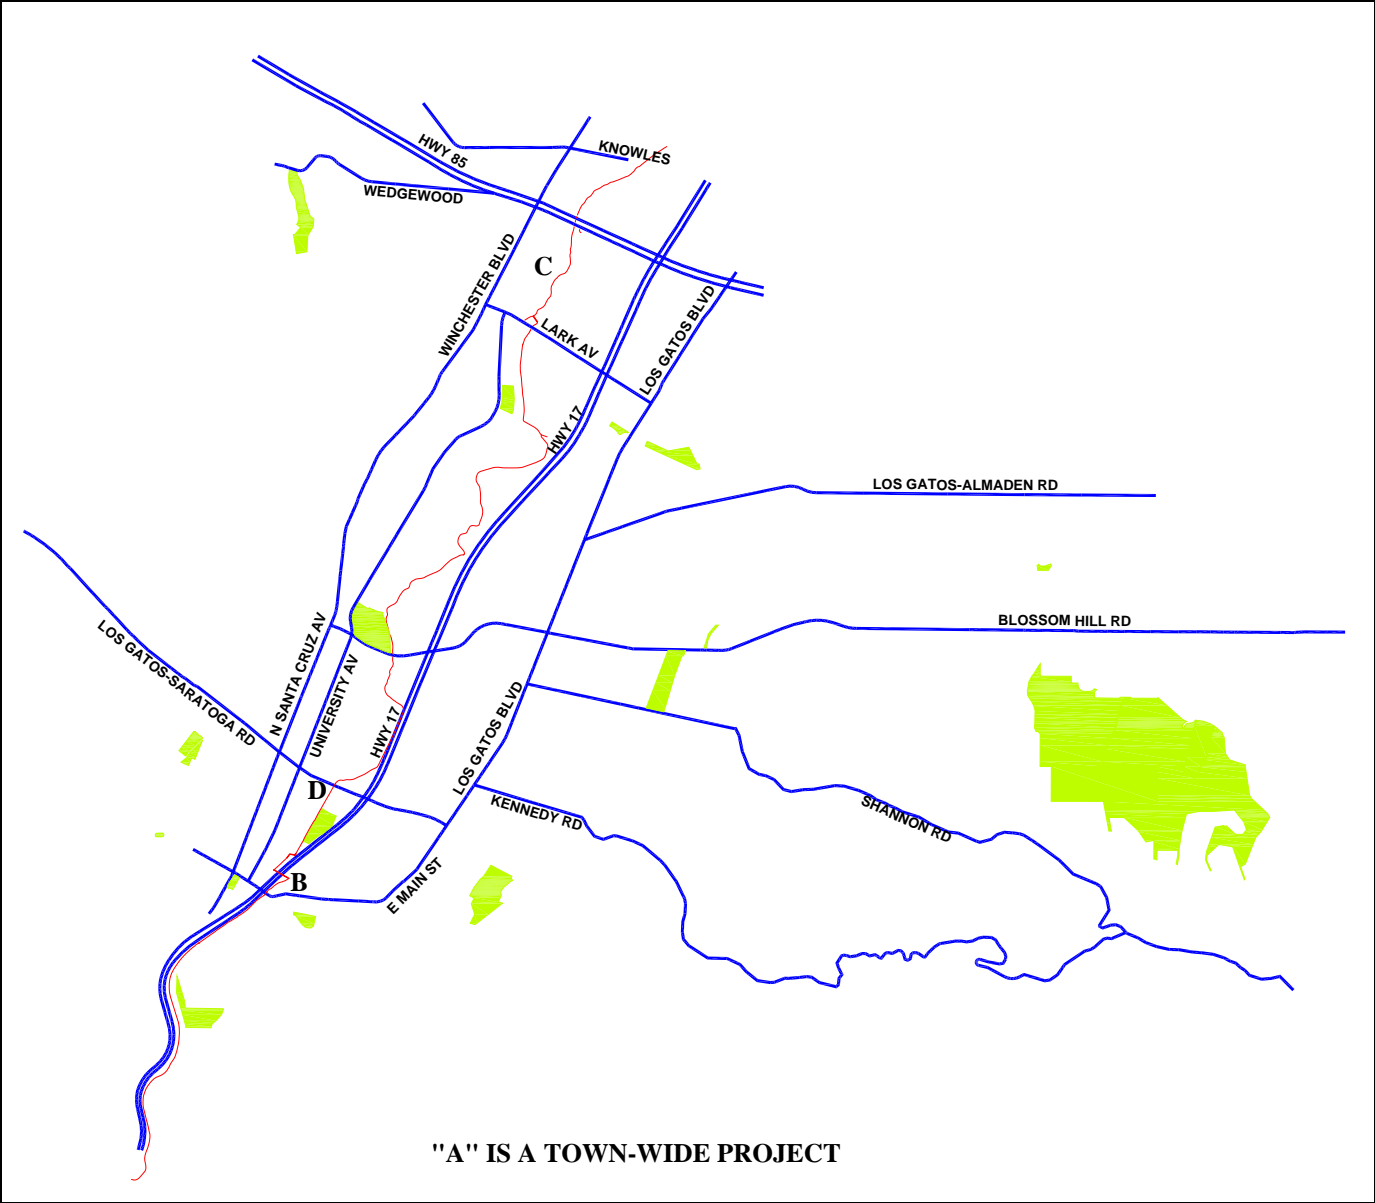 HWY 85
KNOWLES
WEDGEWOOD
WINCHESTER BLVD
C
LARK AV
LOS GATOS BLVD
HWY 17
LOS GATOS-ALMADEN RD
BLOSSOM HILL RD
LOS GATOS-SARATOGA RD
N SANTA CRUZ AV
UNIVERSITY AV
HWY 17
LOS GATOS BLVD
D
KENNEDY RD
SHANNON RD
B
E MAIN ST
"A" IS A TOWN-WIDE PROJECT